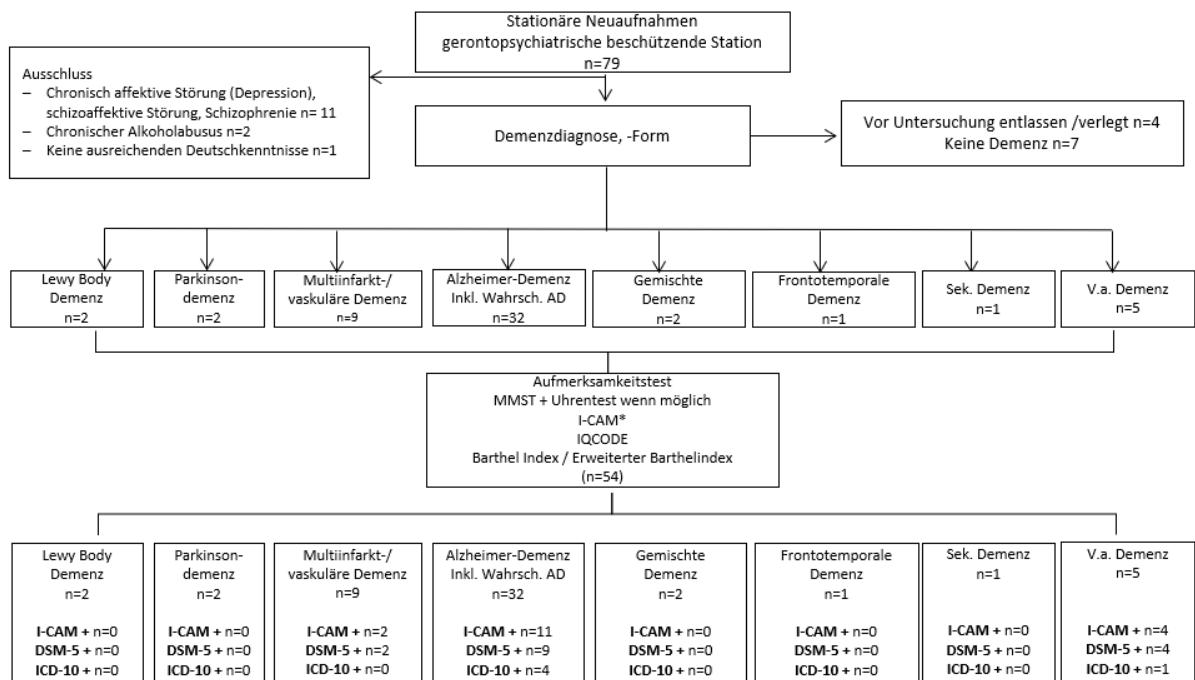 Stationäre Neuaufnahmen
gerontopsychiatrische beschützende Station
n=79
Ausschluss
– Chronisch affektive Störung (Depression),
schizoaffektive Störung, Schizophrenie n= 11
– Chronischer Alkoholabusus n=2
– Keine ausreichenden Deutschkenntnisse n=1
Demenzdiagnose, -Form
Vor Untersuchung entlassen /verlegt n=4
Keine Demenz n=7
Lewy Body
Demenz
n=2
Parkinson-
demenz
n=2
Multiinfarkt-/
vaskuläre Demenz
n=9
Alzheimer-Demenz
Inkl. Wahrsch. AD
n=32
Gemischte
Demenz
n=2
Frontotemporale
Demenz
n=1
Sek. Demenz
n=1
V.a. Demenz
n=5
Aufmerksamkeitstest
MMST + Uhrentest wenn möglich
I-CAM*
IQCODE
Barthel Index / Erweiterter Barthelindex
(n=54)
Lewy Body
Demenz
n=2
I-CAM + n=0
DSM-5 + n=0
ICD-10 + n=0
Parkinson-
demenz
n=2
I-CAM + n=0
DSM-5 + n=0
ICD-10 + n=0
Multiinfarkt-/
vaskuläre Demenz
n=9
I-CAM + n=2
DSM-5 + n=2
ICD-10 + n=0
Alzheimer-Demenz
Inkl. Wahrsch. AD
n=32
I-CAM + n=11
DSM-5 + n=9
ICD-10 + n=4
Gemischte
Demenz
n=2
I-CAM + n=0
DSM-5 + n=0
ICD-10 + n=0
Frontotemporale
Demenz
n=1
I-CAM + n=0
DSM-5 + n=0
ICD-10 + n=0
Sek. Demenz
n=1
I-CAM + n=0
DSM-5 + n=0
ICD-10 + n=0
V.a. Demenz
n=5
I-CAM + n=4
DSM-5 + n=4
ICD-10 + n=1